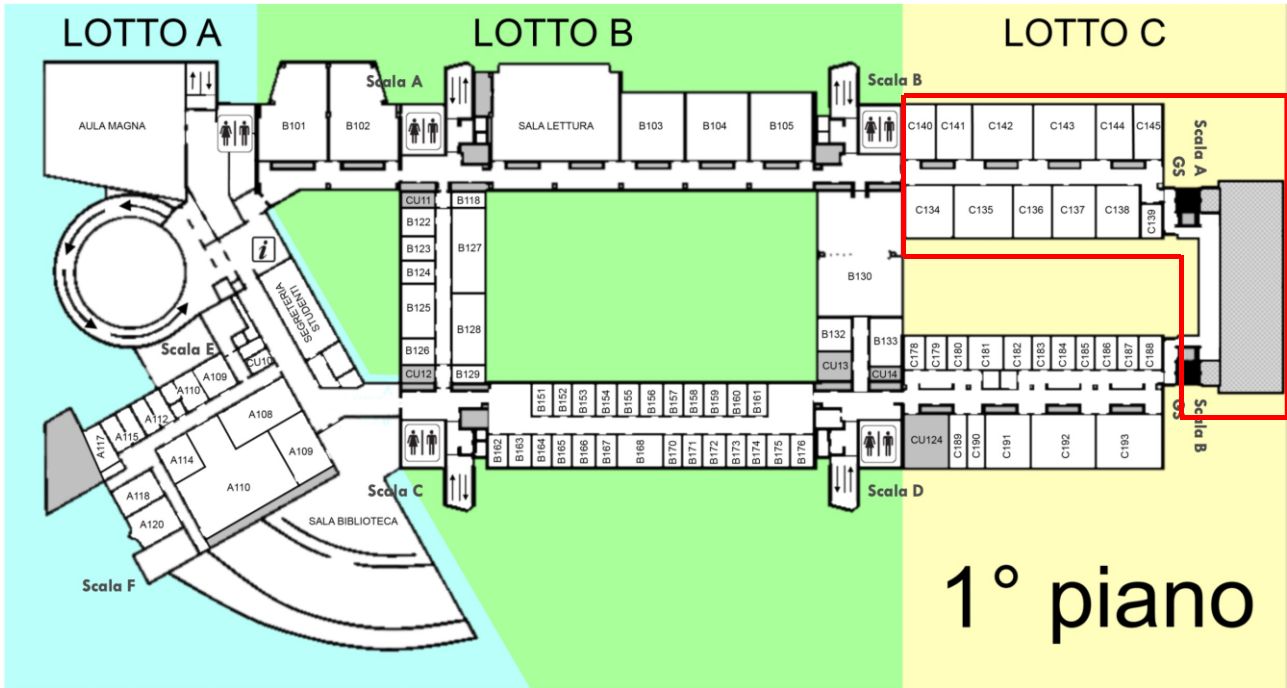 LOTTO A
LOTTO B
LOTTO C
AULA MAGNA
B101
B102
Scala A
SALA LETTURA
B103
B104
B105
Scala B
C140
C141
C142
C143
C144
C145
Scala A
GS
CU11
B118
B122
B123
B124
B125
B126
CU12
B127
B128
B129
B130
B132
B133
CU13
CU14
C134
C135
C136
C137
C138
C139
i
SEGRETERIA
STUDENTI
Scala E
CU10
A109
A110
A112
A115
A117
A108
A109
A114
A110
A118
A120
Scala F
SALA BIBLIOTECA
Scala C
B151
B152
B153
B154
B155
B156
B157
B158
B159
B160
B161
B162
B163
B164
B165
B166
B167
B168
B170
B171
B172
B173
B174
B175
B176
Scala D
C178
C179
C180
C181
C182
C183
C184
C185
C186
C187
C188
GS
Scala B
CU124
C189
C190
C191
C192
C193
1° piano